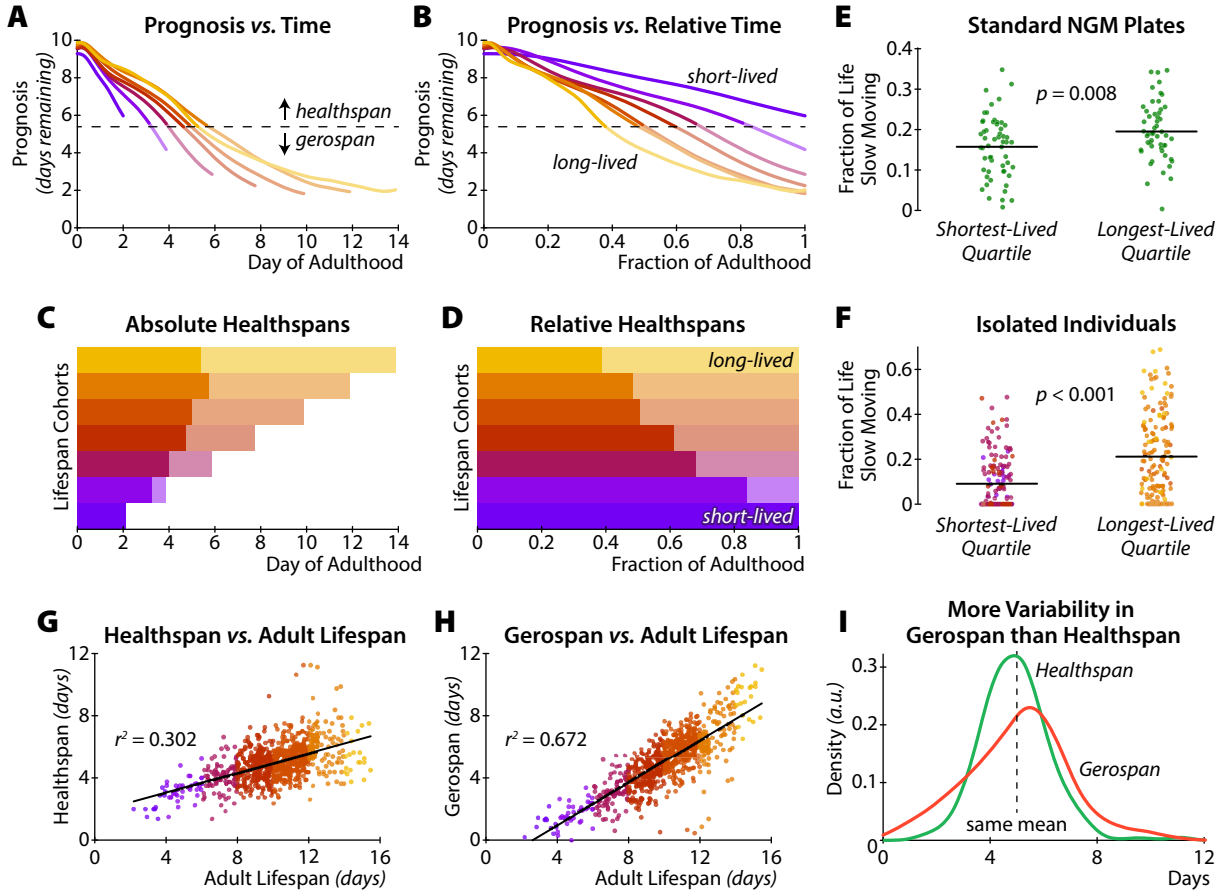 A
Prognosis vs. Time
Prognosis
(days remaining)
10
8
6
4
2
0
healthspan
gerospan
0 2 4 6 8 10 12 14
Day of Adulthood
B
Prognosis vs. Relative Time
Prognosis
(days remaining)
10
8
6
4
2
0
short-lived
long-lived
0 0.2 0.4 0.6 0.8 1
Fraction of Adulthood
E
Standard NGM Plates
Fraction of Life
Slow Moving
0.4
0.3
0.2
0.1
0
p = 0.008
Shortest-Lived
Quartile
Longest-Lived
Quartile
C
Absolute Healthspans
Lifespan Cohorts
0 2 4 6 8 10 12 14
Day of Adulthood
D
Relative Healthspans
Lifespan Cohorts
long-lived
short-lived
0 0.2 0.4 0.6 0.8 1
Fraction of Adulthood
F
Isolated Individuals
Fraction of Life
Slow Moving
0.6
0.4
0.2
0
p < 0.001
Shortest-Lived
Quartile
Longest-Lived
Quartile
G
Healthspan vs. Adult Lifespan
Healthspan (days)
12
8
4
0
r² = 0.302
0 4 8 12 16
Adult Lifespan (days)
H
Gerospan vs. Adult Lifespan
Gerospan (days)
12
8
4
0
r² = 0.672
0 4 8 12 16
Adult Lifespan (days)
I
More Variability in
Gerospan than Healthspan
Density (a.u.)
0.3
0.2
0.1
0
Healthspan
Gerospan
same mean
0 4 8 12
Days